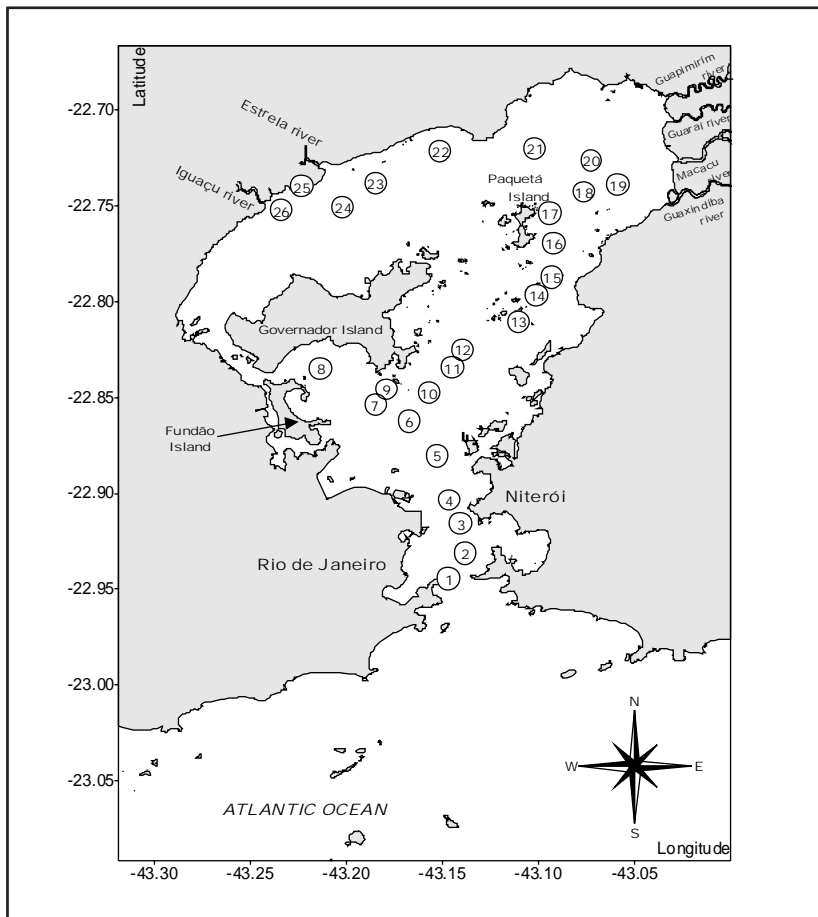 Latitude
-22.70
-22.75
-22.80
-22.85
-22.90
-22.95
-23.00
-23.05
Guapimirim
river
Guaraí river
Macacu
river
Guaxindiba
river
Estrela river
Iguaçu river
22
21
20
19
18
25
23
24
26
Paquetá
Island
17
16
15
14
13
Governador Island
12
11
8
9
10
7
6
Fundão
Island
5
4
Niterói
3
2
Rio de Janeiro
1
N
W
E
S
ATLANTIC OCEAN
Longitude
-43.30
-43.25
-43.20
-43.15
-43.10
-43.05